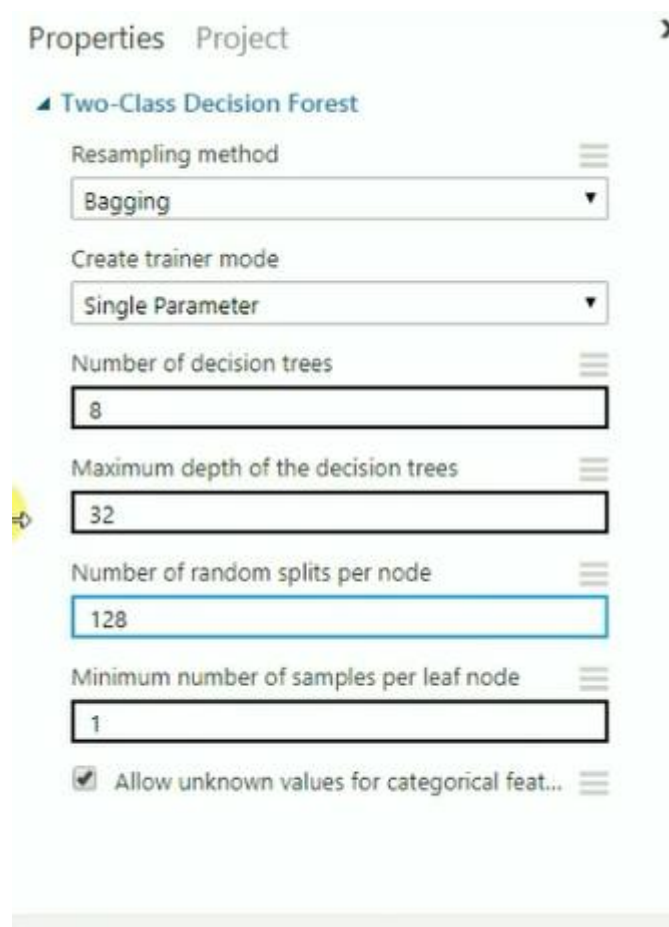 Properties Project
Two-Class Decision Forest
Resampling method
Bagging
Create trainer mode
Single Parameter
Number of decision trees
8
Maximum depth of the decision trees
32
Number of random splits per node
128
Minimum number of samples per leaf node
1
Allow unknown values for categorical feat...